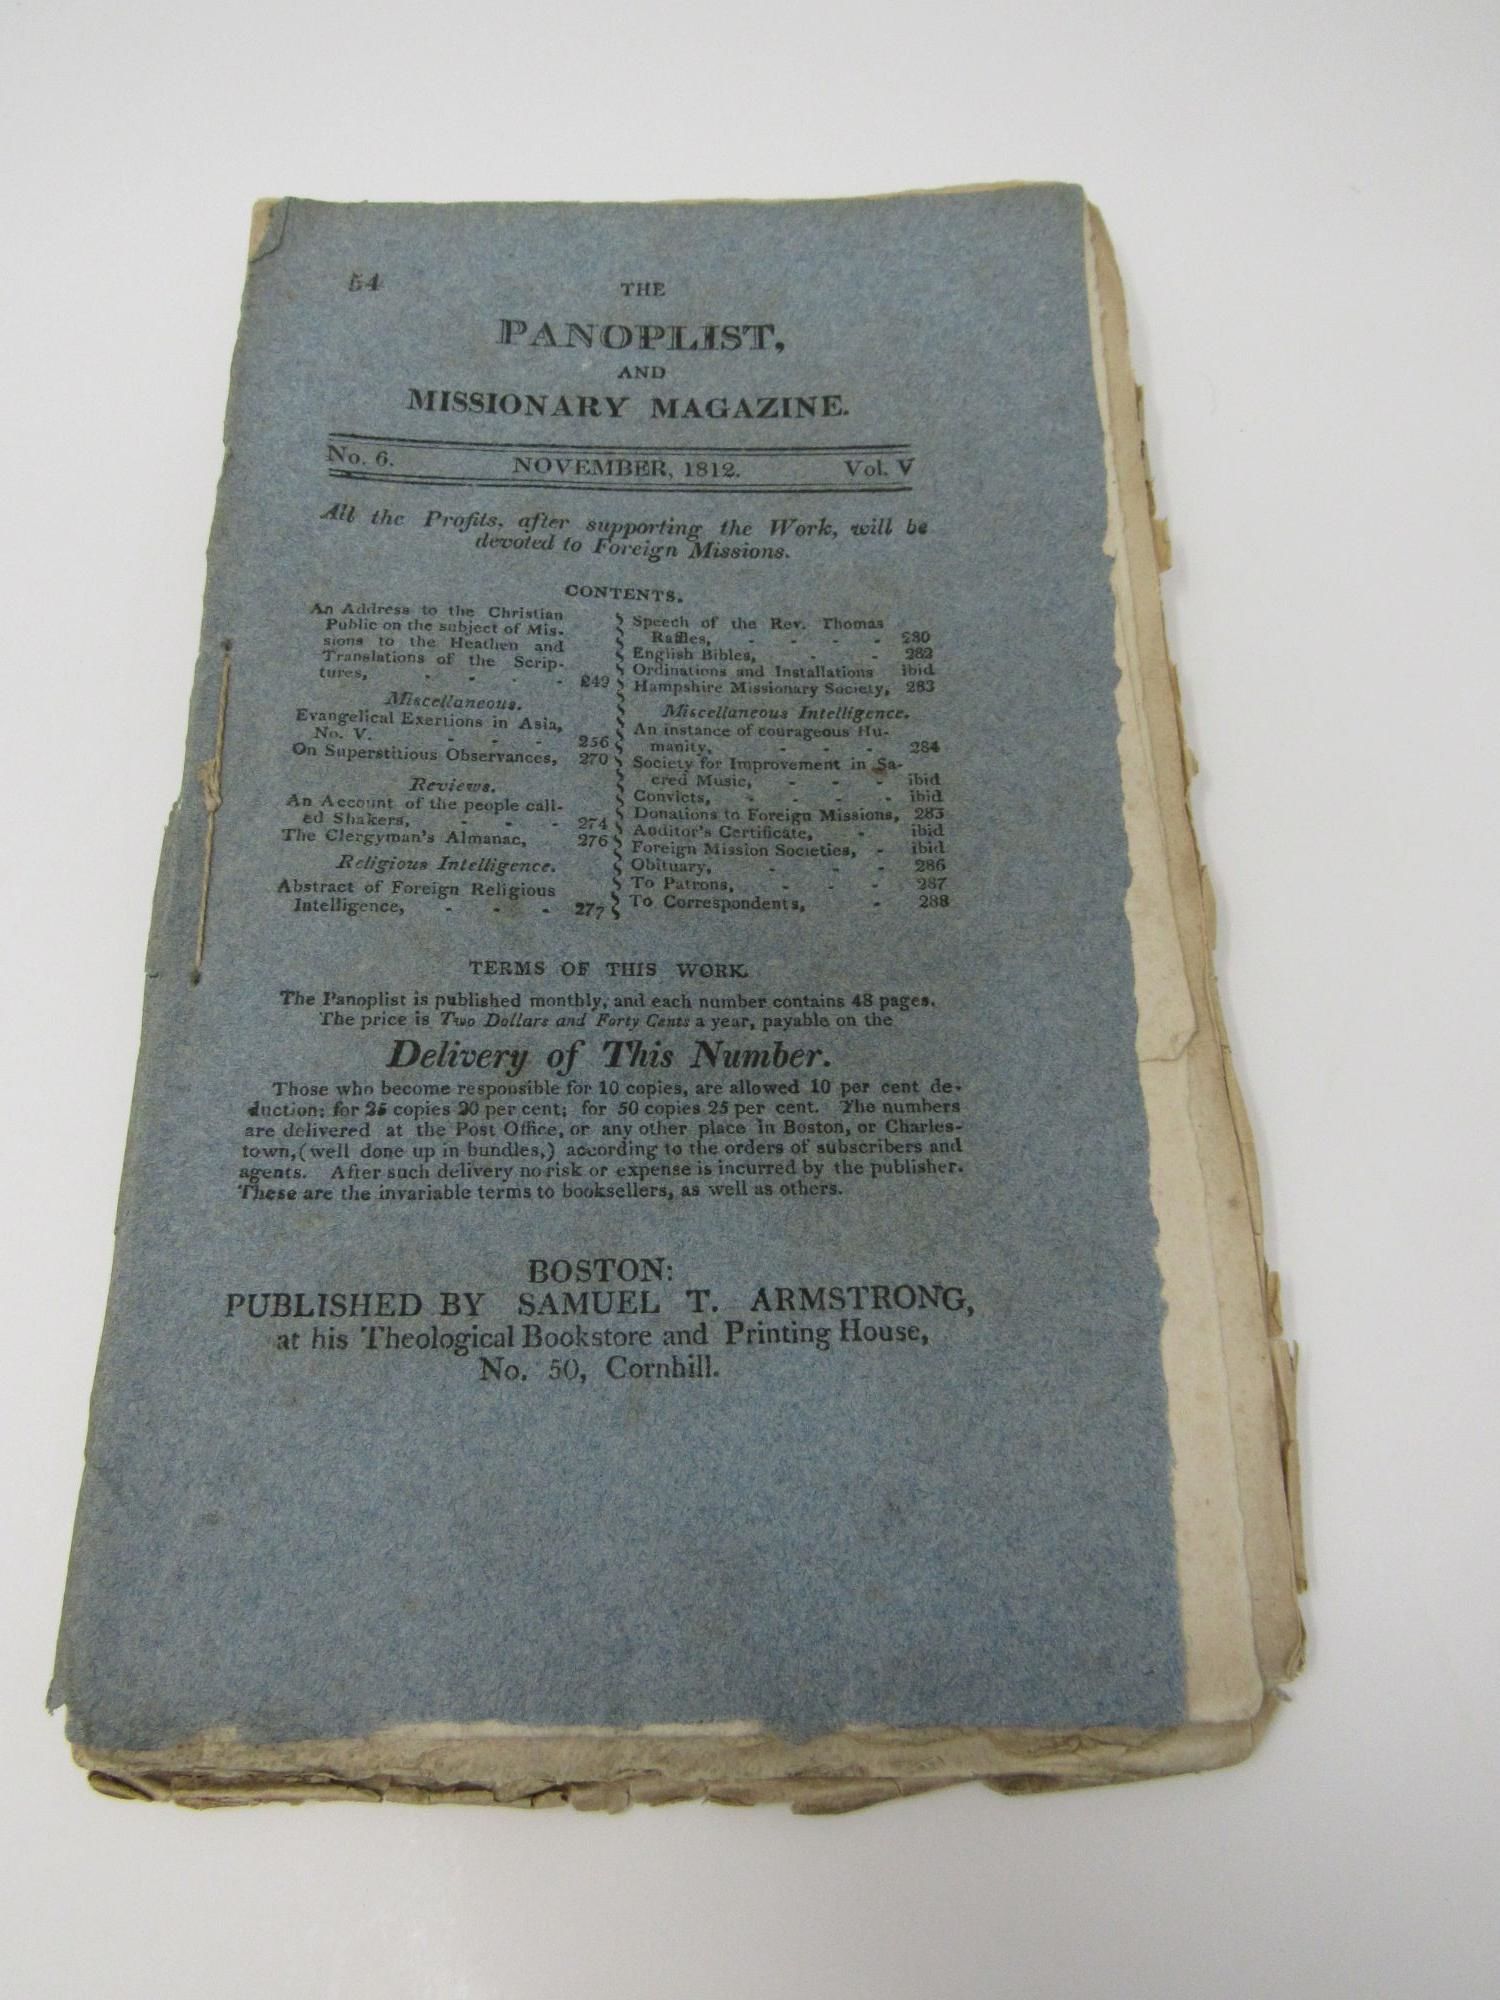 54
THE
PANOPLIST,
AND
MISSIONARY MAGAZINE.
No. 6. NOVEMBER, 1812. Vol. V
All the Profits, after supporting the Work, will be
devoted to Foreign Missions.
CONTENTS.
An Address to the Christian
Public on the subject of Mis-
sions to the Heathen and
Translations of the Scrip-
tures, - - - - 249
Miscellaneous.
Evangelical Exertions in Asia,
No. V. - - - 256
On Superstitious Observances, 270
Reviews.
An Account of the people call-
ed Shakers, - - - 274
The Clergyman's Almanac, 276
Religious Intelligence.
Abstract of Foreign Religious
Intelligence, - - - 277
Speech of the Rev. Thomas
Raffles, - - - - 280
English Bibles, - - 282
Ordinations and Installations ibid
Hampshire Missionary Society, 283
Miscellaneous Intelligence.
An instance of courageous Hu-
manity, - - - 284
Society for Improvement in Sa-
cred Music, - - - ibid
Convicts, - - - - ibid
Donations to Foreign Missions, 285
Auditor's Certificate, - ibid
Foreign Mission Societies, - ibid
Obituary, - - - 286
To Patrons, - - - 287
To Correspondents, - 288
TERMS OF THIS WORK.
The Panoplist is published monthly, and each number contains 48 pages.
The price is Two Dollars and Forty Cents a year, payable on the
Delivery of This Number.
Those who become responsible for 10 copies, are allowed 10 per cent de-
duction; for 25 copies 20 per cent; for 50 copies 25 per cent. The numbers
are delivered at the Post Office, or any other place in Boston, or Charles-
town, (well done up in bundles,) according to the orders of subscribers and
agents. After such delivery no risk or expense is incurred by the publisher.
These are the invariable terms to booksellers, as well as others.
BOSTON:
PUBLISHED BY SAMUEL T. ARMSTRONG,
at his Theological Bookstore and Printing House,
No. 50, Cornhill.